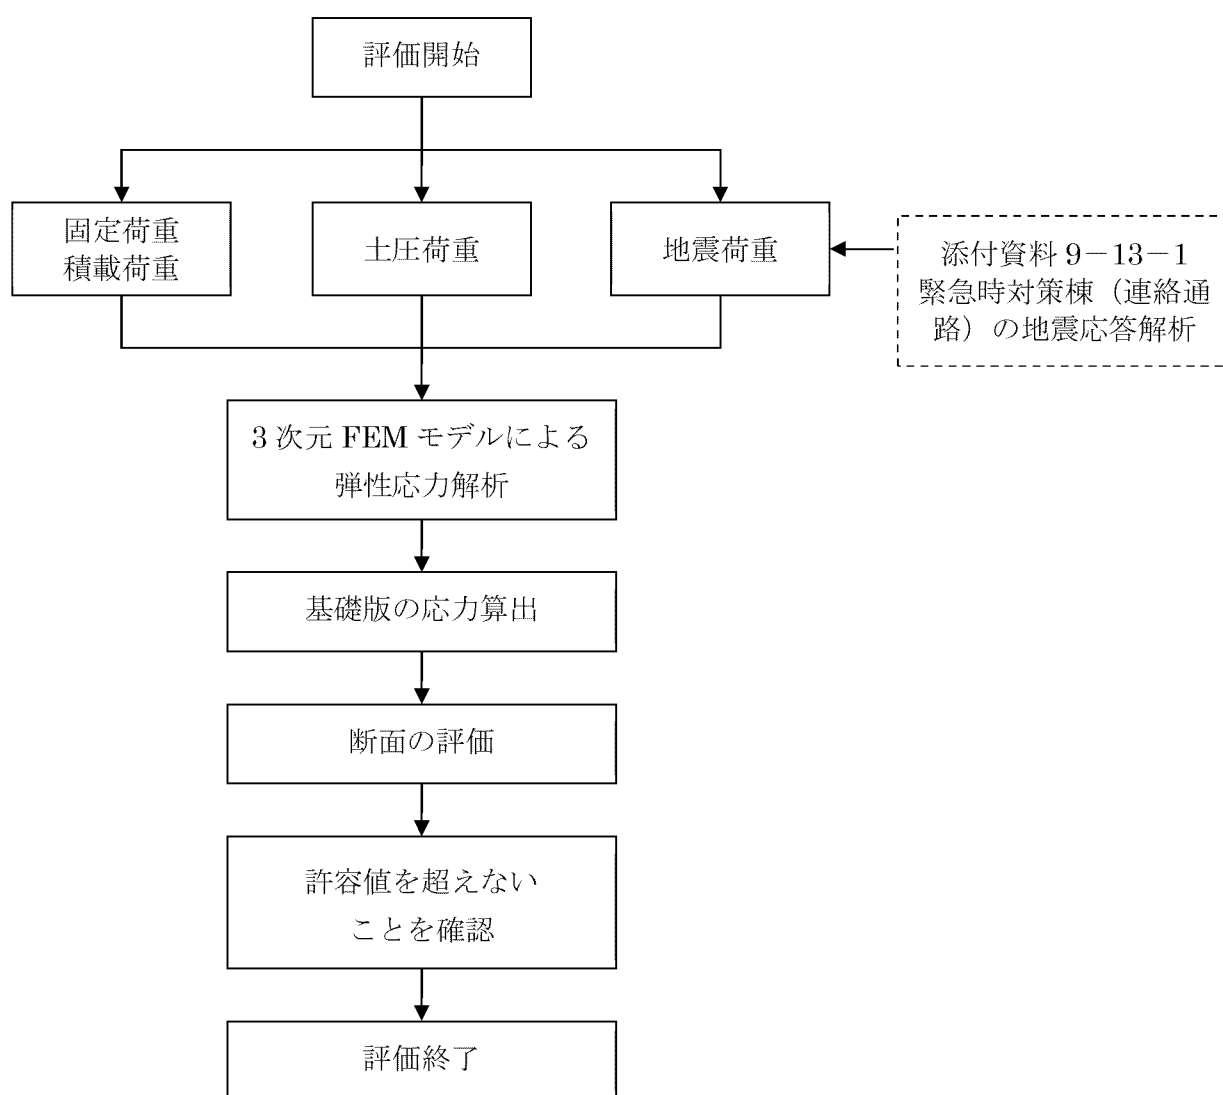 評価開始
固定荷重
積載荷重
土圧荷重
地震荷重
添付資料 9－13－1
緊急時対策棟（連絡通
路）の地震応答解析
3 次元 FEM モデルによる
弾性応力解析
基礎版の応力算出
断面の評価
許容値を超えない
ことを確認
評価終了